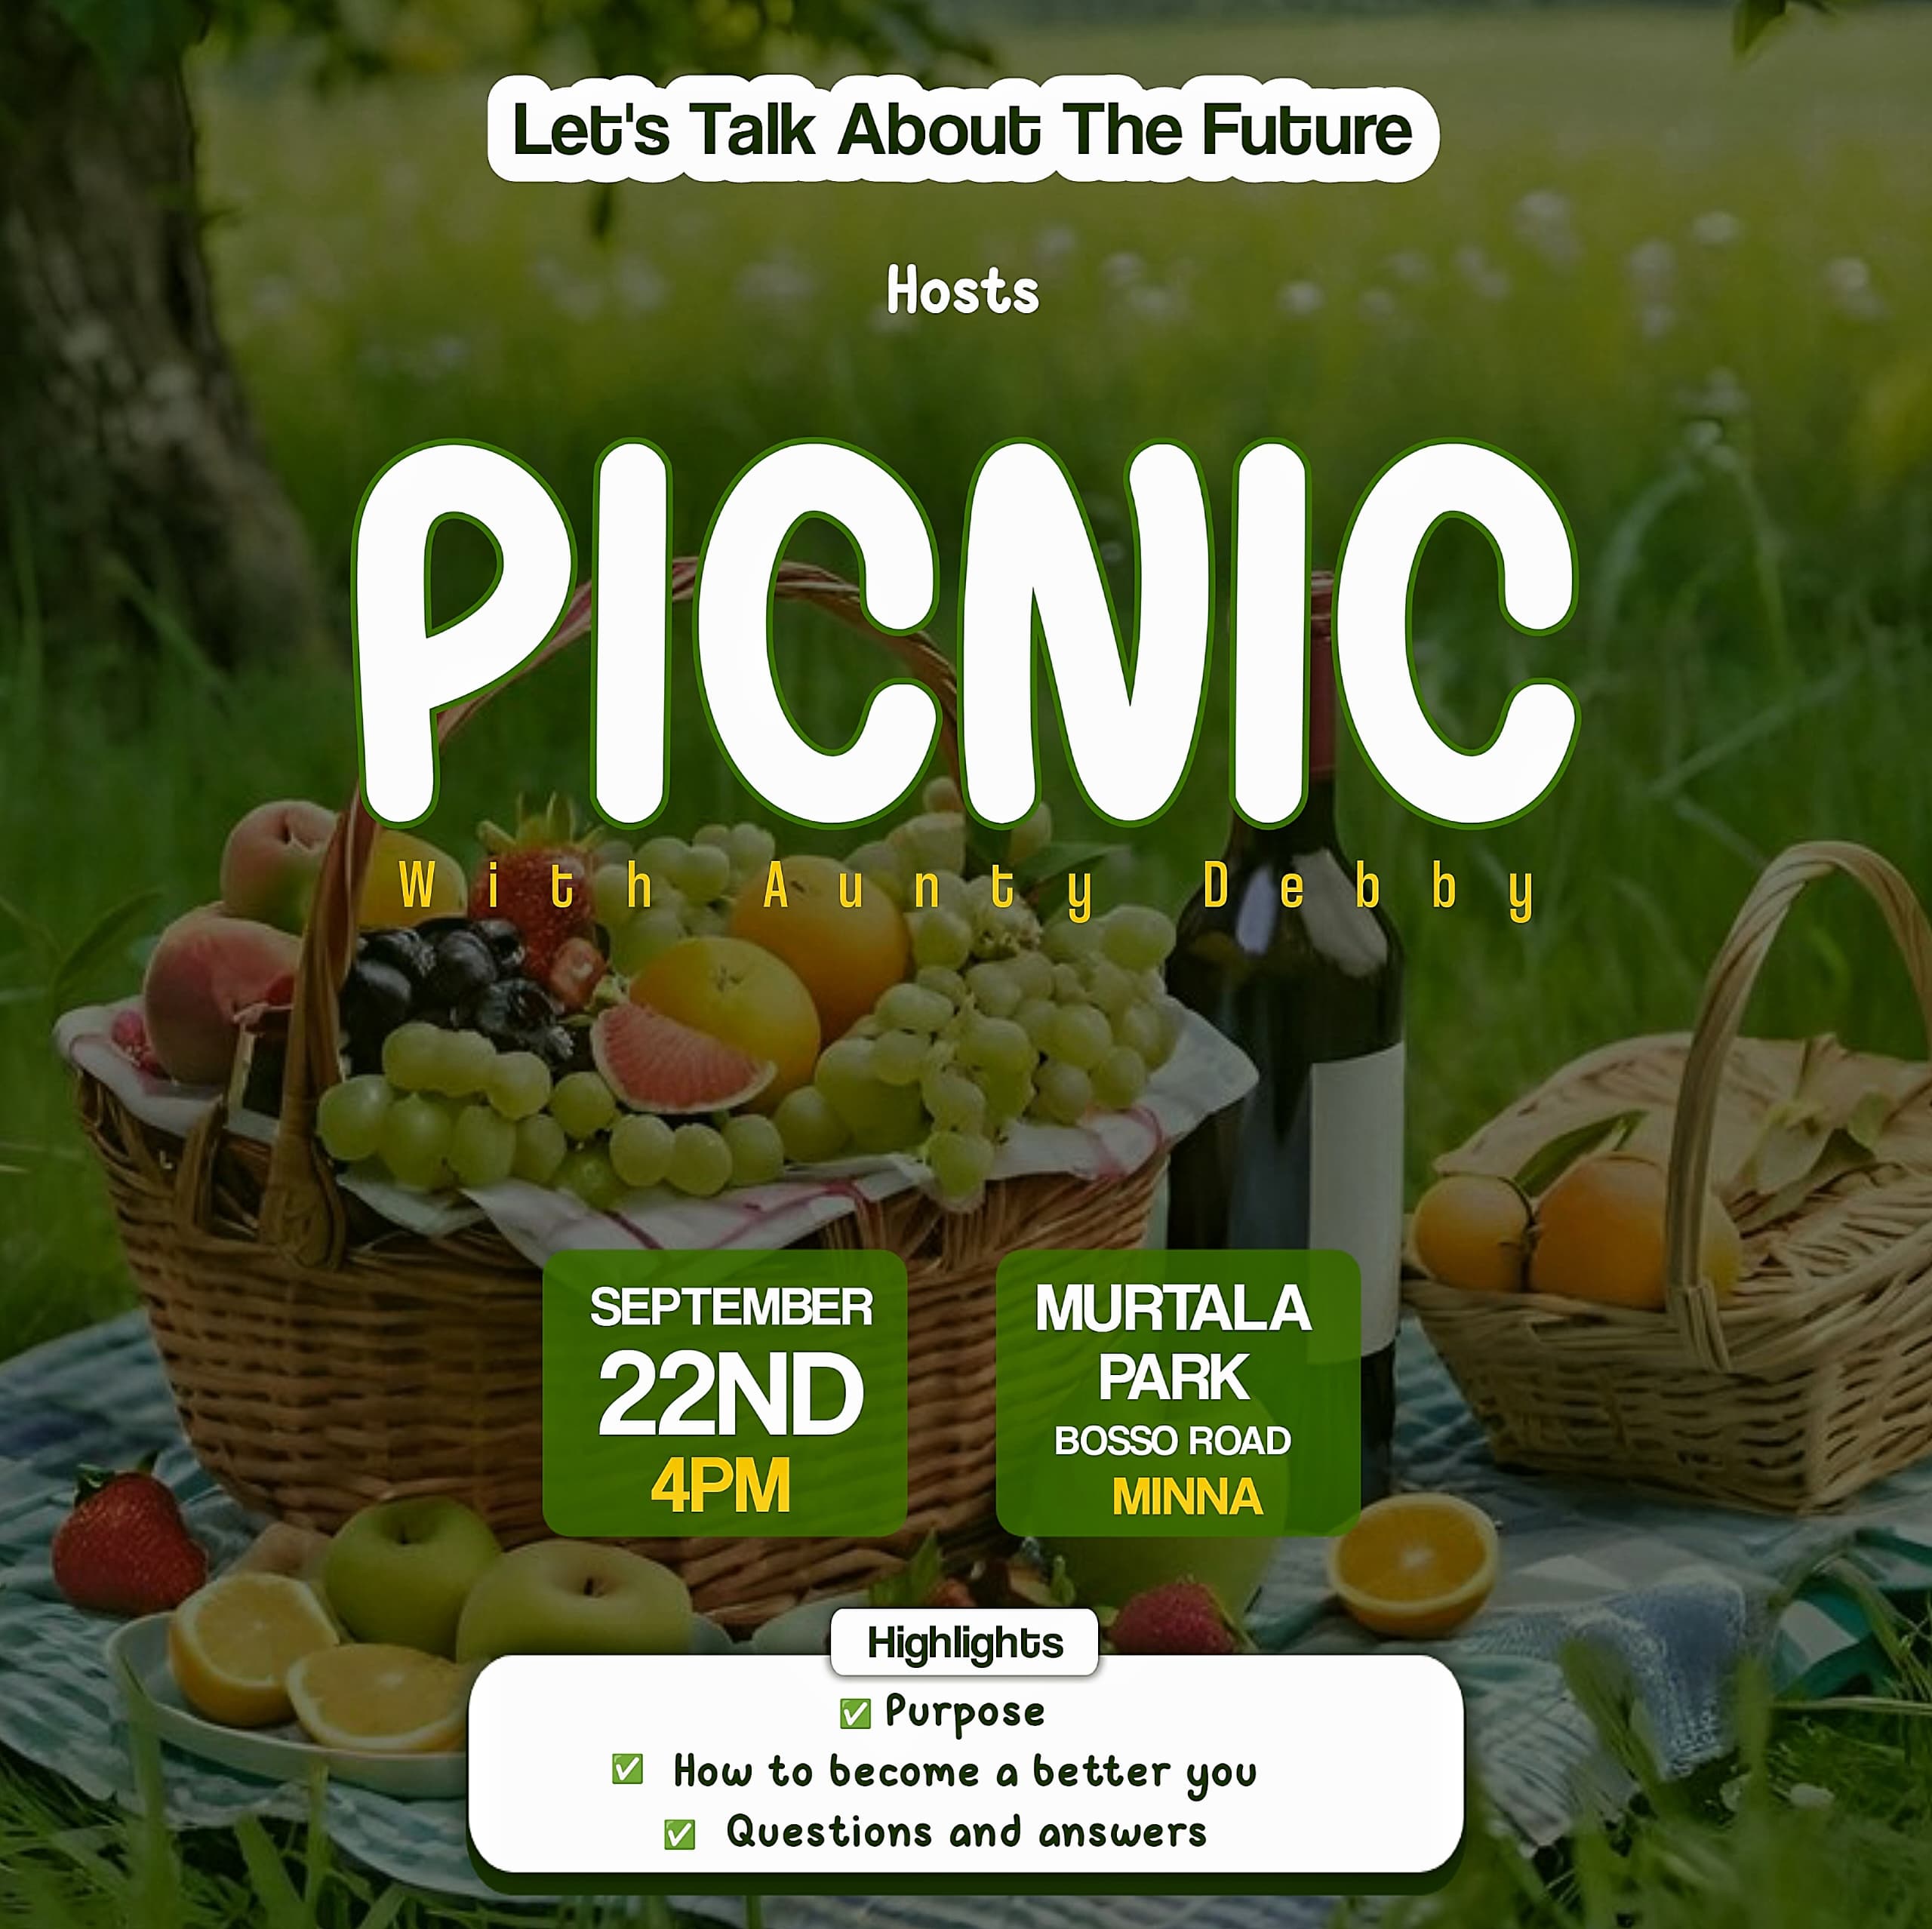 Let's Talk About The Future
Hosts
PICNIC
With Aunty Debby
SEPTEMBER
22ND
4PM
MURTALA
PARK
BOSSO ROAD
MINNA
Highlights
✅ Purpose
✅ How to become a better you
✅ Questions and answers